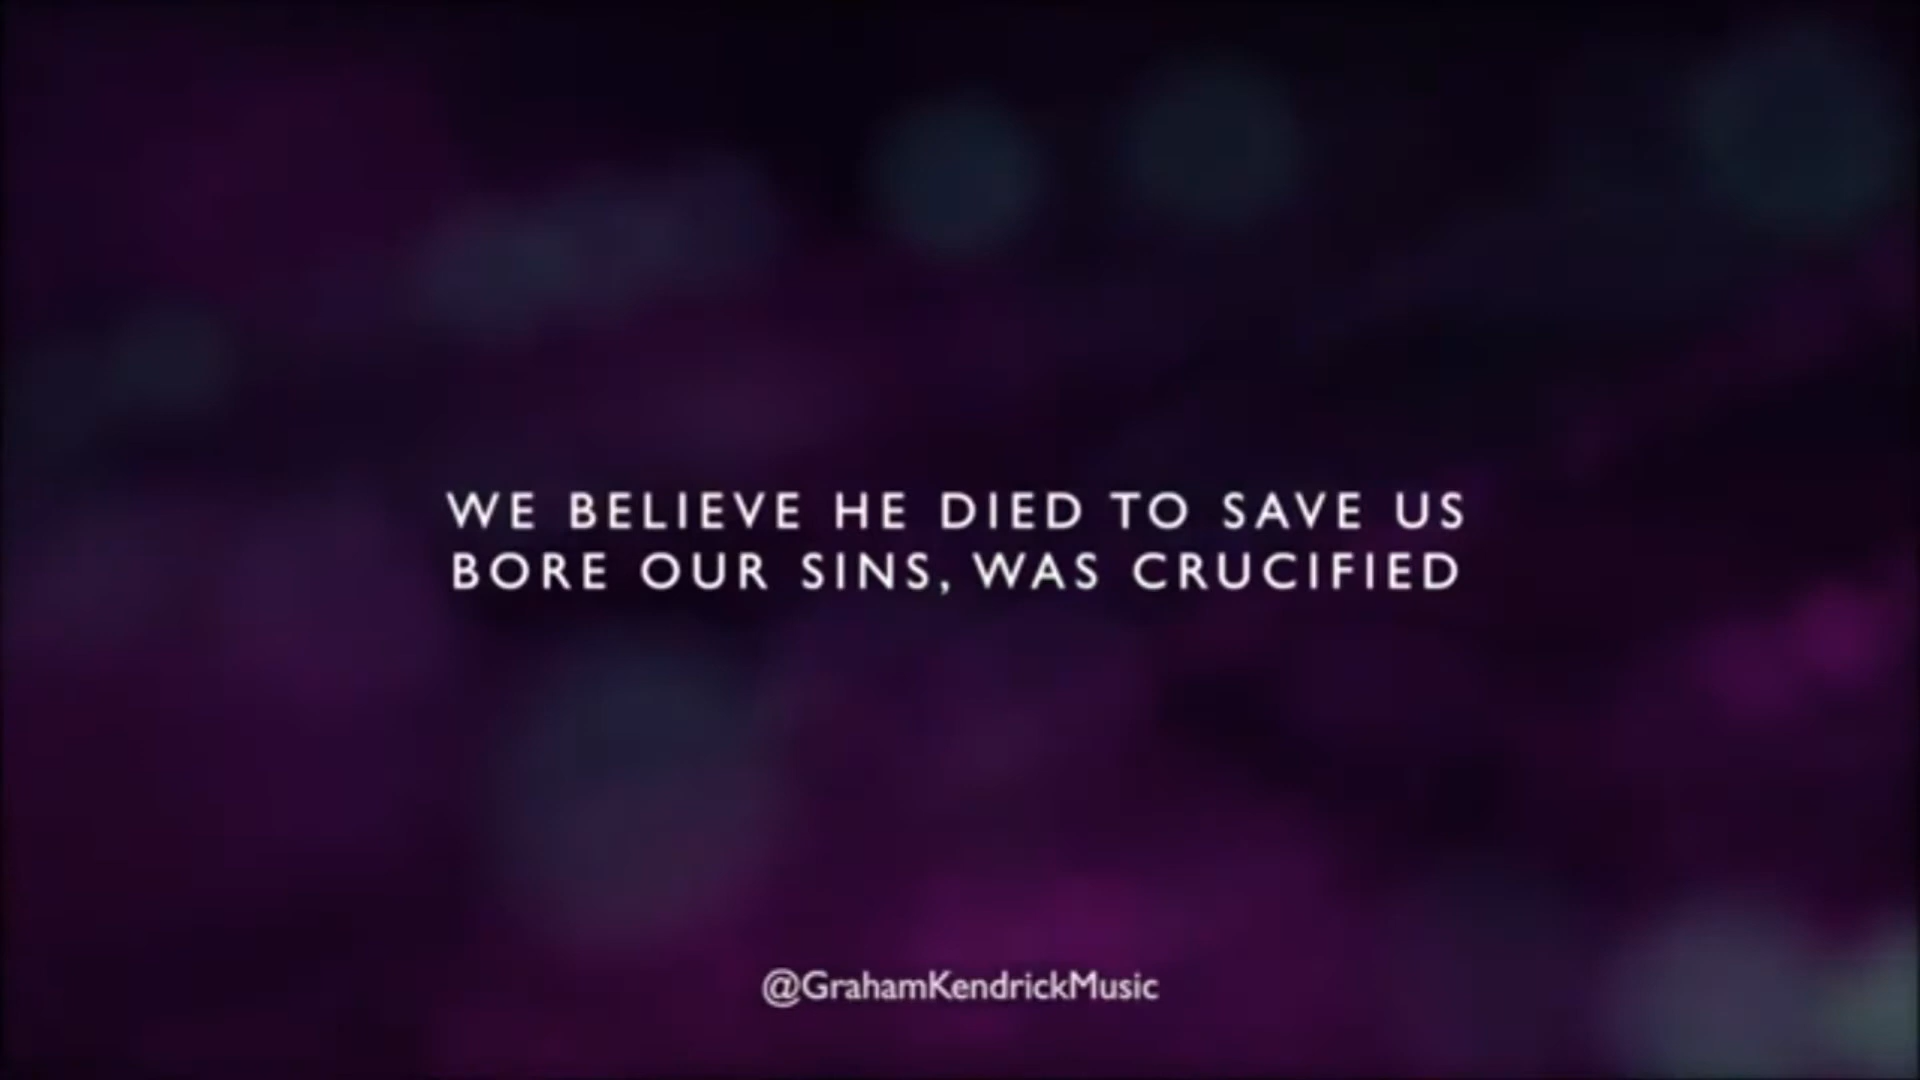 WE BELIEVE HE DIED TO SAVE US
BORE OUR SINS, WAS CRUCIFIED
@GrahamKendrickMusic